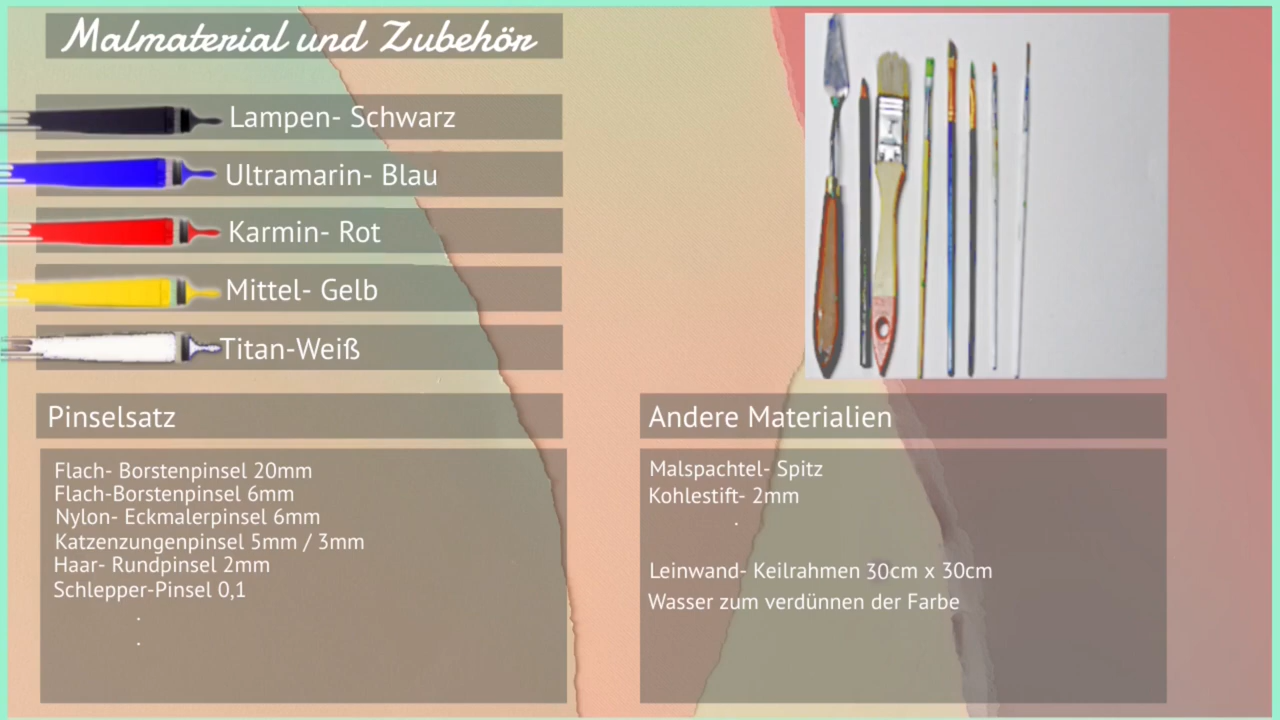 Malmaterial und Zubehör
Lampen- Schwarz
Ultramarin- Blau
Karmin- Rot
Mittel- Gelb
Titan-Weiß
Pinselsatz
Flach- Borstenpinsel 20mm
Flach-Borstenpinsel 6mm
Nylon- Eckmalerpinsel 6mm
Katzenzungenpinsel 5mm / 3mm
Haar- Rundpinsel 2mm
Schlepper-Pinsel 0,1
.
.
Andere Materialien
Malspachtel- Spitz
Kohlestift- 2mm
.
Leinwand- Keilrahmen 30cm x 30cm
Wasser zum verdünnen der Farbe